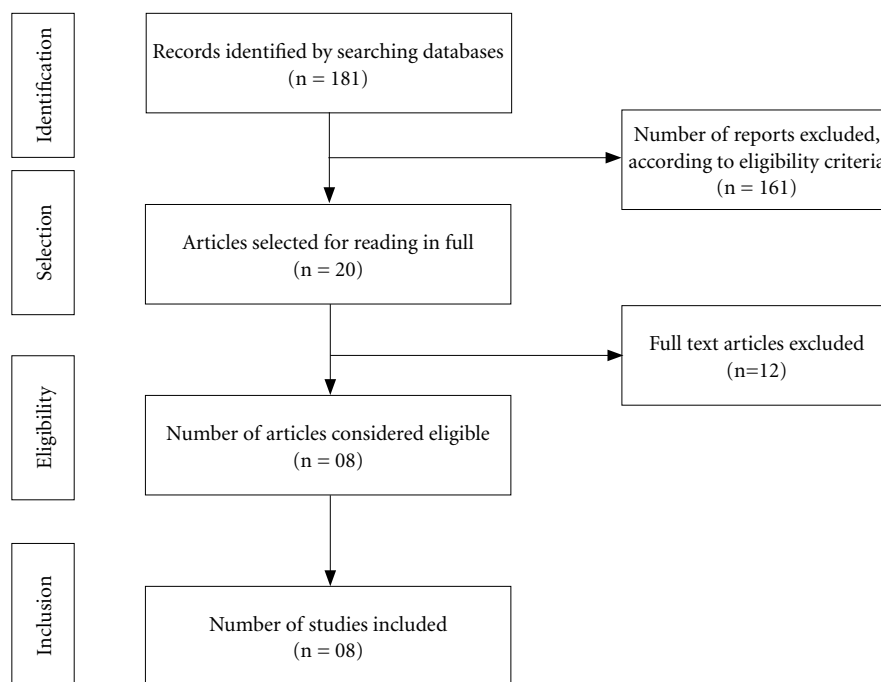 Identification
Records identified by searching databases
(n = 181)
Number of reports excluded,
according to eligibility criteria
(n = 161)
Selection
Articles selected for reading in full
(n = 20)
Full text articles excluded
(n=12)
Eligibility
Number of articles considered eligible
(n = 08)
Inclusion
Number of studies included
(n = 08)